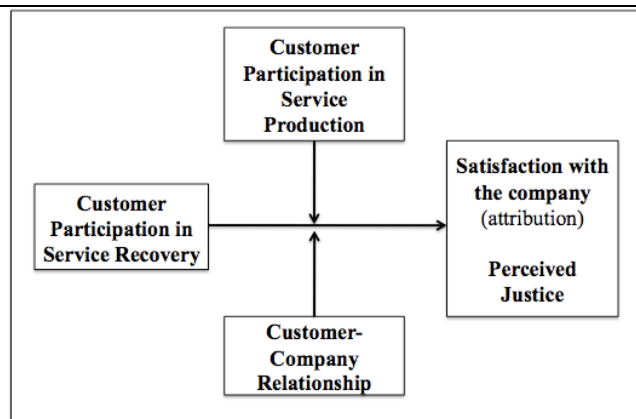 Customer
Participation in
Service
Production
Satisfaction with
the company
(attribution)
Perceived
Justice
Customer
Participation in
Service Recovery
Customer-
Company
Relationship